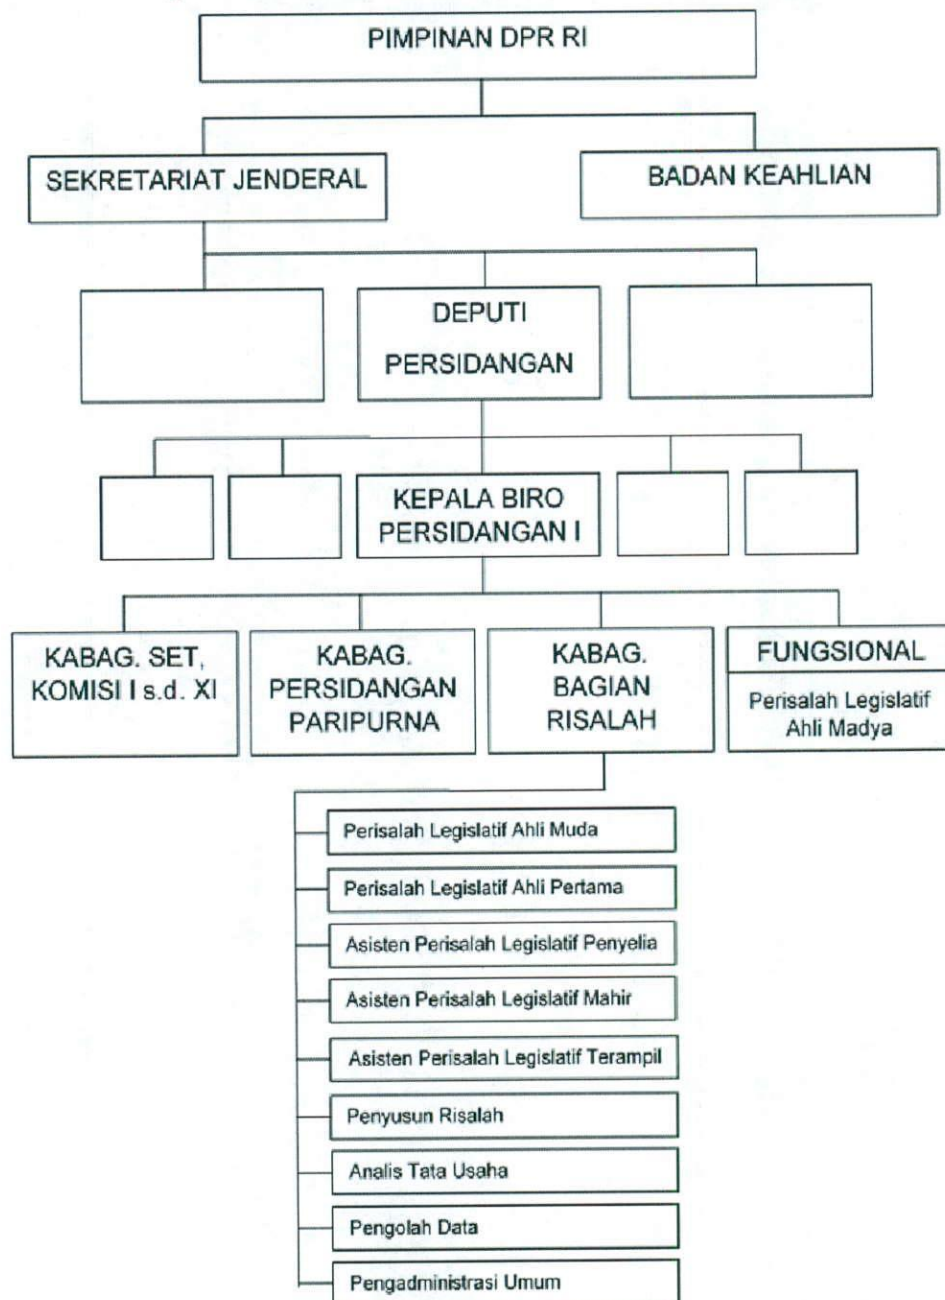 PIMPINAN DPR RI
SEKRETARIAT JENDERAL
BADAN KEAHLIAN
DEPUTI
PERSIDANGAN
KEPALA BIRO
PERSIDANGAN I
KABAG. SET,
KOMISI I s.d. XI
KABAG.
PERSIDANGAN
PARIPURNA
KABAG.
BAGIAN
RISALAH
FUNGSIONAL
Perisalah Legislatif
Ahli Madya
Perisalah Legislatif Ahli Muda
Perisalah Legislatif Ahli Pertama
Asisten Perisalah Legislatif Penyelia
Asisten Perisalah Legislatif Mahir
Asisten Perisalah Legislatif Terampil
Penyusun Risalah
Analis Tata Usaha
Pengolah Data
Pengadministrasi Umum